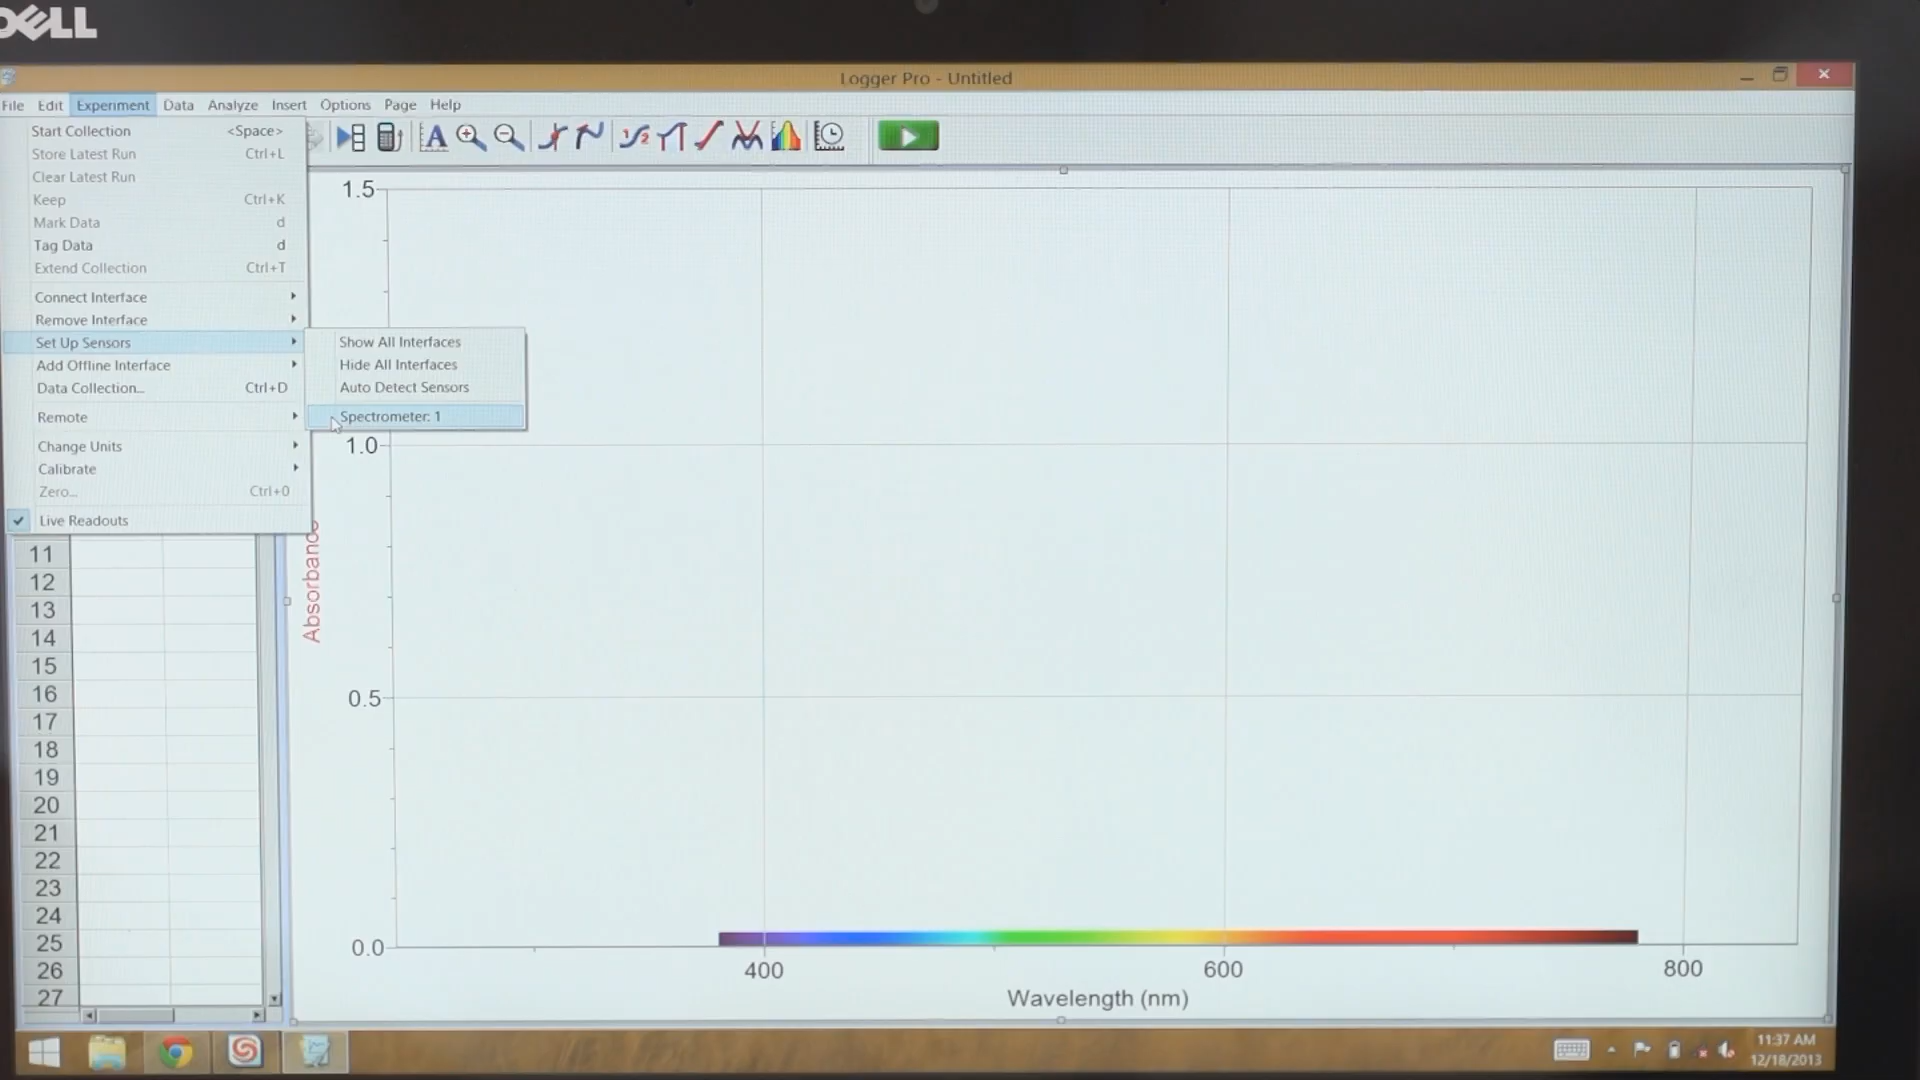 DELL
Logger Pro - Untitled
File Edit Experiment Data Analyze Insert Options Page Help
Start Collection <Space>
Store Latest Run Ctrl+L
Clear Latest Run
Keep Ctrl+K
Mark Data d
Tag Data d
Extend Collection Ctrl+T
Connect Interface
Remove Interface
Set Up Sensors
Add Offline Interface
Data Collection... Ctrl+D
Remote
Change Units
Calibrate
Zero... Ctrl+0
Live Readouts
Show All Interfaces
Hide All Interfaces
Auto Detect Sensors
Spectrometer: 1
A
1/2
11
12
13
14
15
16
17
18
19
20
21
22
23
24
25
26
27
Absorbance
1.5
1.0
0.5
0.0
400 600 800
Wavelength (nm)
11:37 AM
12/18/2013